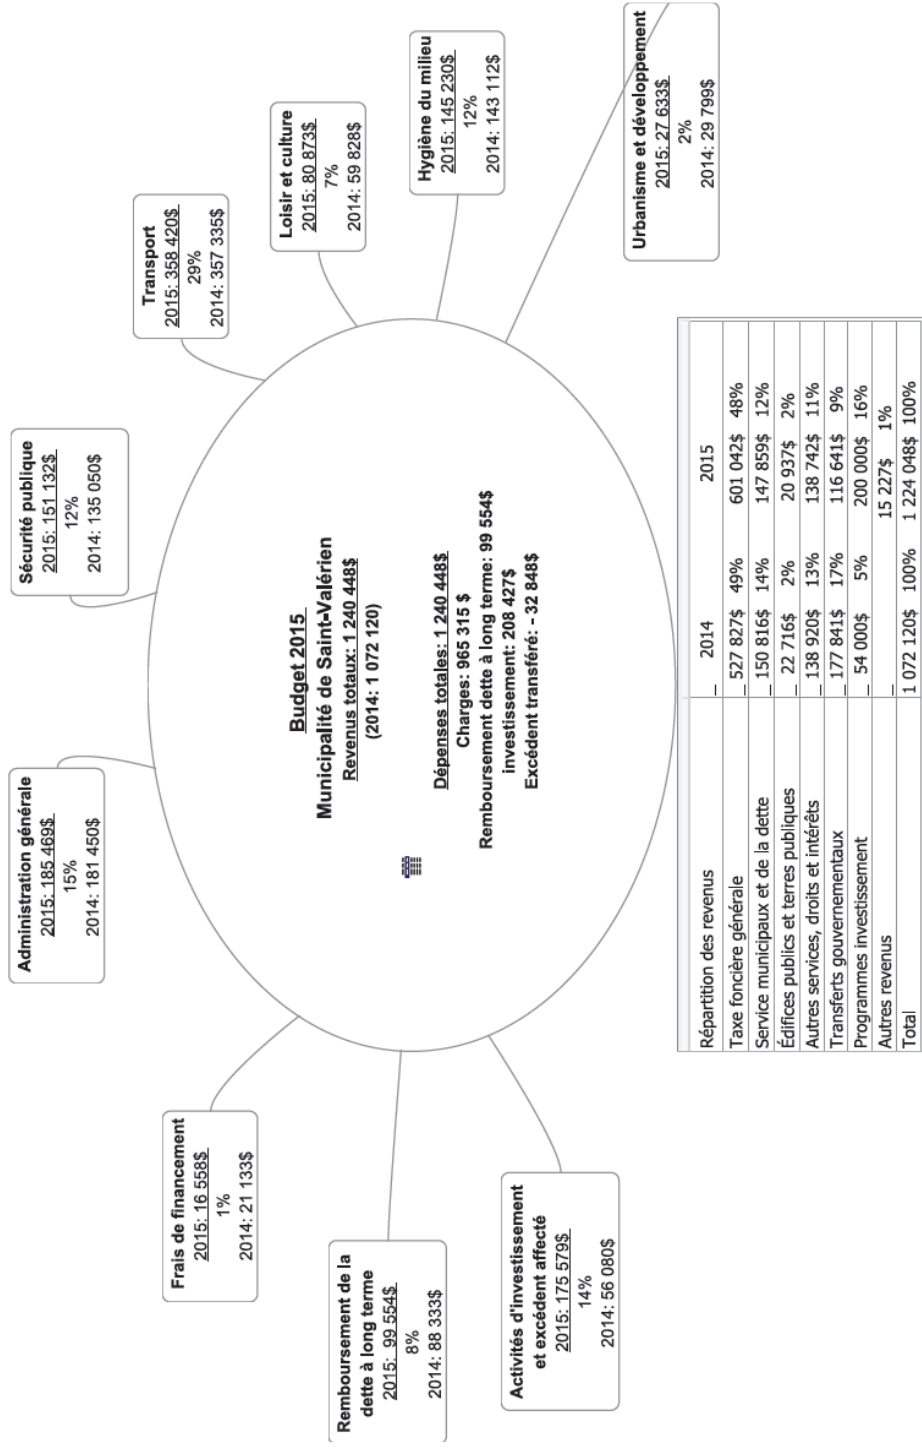 Administration générale
2015: 185 469$
15%
2014: 181 450$
Sécurité publique
2015: 151 132$
12%
2014: 135 050$
Transport
2015: 358 420$
29%
2014: 357 335$
Loisir et culture
2015: 80 873$
7%
2014: 59 828$
Hygiène du milieu
2015: 145 230$
12%
2014: 143 112$
Urbanisme et développement
2015: 27 633$
2%
2014: 29 799$
Frais de financement
2015: 16 558$
1%
2014: 21 133$
Remboursement de la
dette à long terme
2015: 99 554$
8%
2014: 88 333$
Activités d'investissement
et excédent affecté
2015: 175 579$
14%
2014: 56 080$
Budget 2015
Municipalité de Saint-Valérien
Revenus totaux: 1 240 448$
(2014: 1 072 120)
Dépenses totales: 1 240 448$
Charges: 965 315 $
Remboursement dette à long terme: 99 554$
investissement: 208 427$
Excédent transféré: - 32 848$
Répartition des revenus 2014 2015
Taxe foncière générale 527 827$ 49% 601 042$ 48%
Service municipaux et de la dette 150 816$ 14% 147 859$ 12%
Édifices publics et terres publiques 22 716$ 2% 20 937$ 2%
Autres services, droits et intérêts 138 920$ 13% 138 742$ 11%
Transferts gouvernementaux 177 841$ 17% 116 641$ 9%
Programmes investissement 54 000$ 5% 200 000$ 16%
Autres revenus 15 227$ 1%
Total 1 072 120$ 100% 1 224 048$ 100%